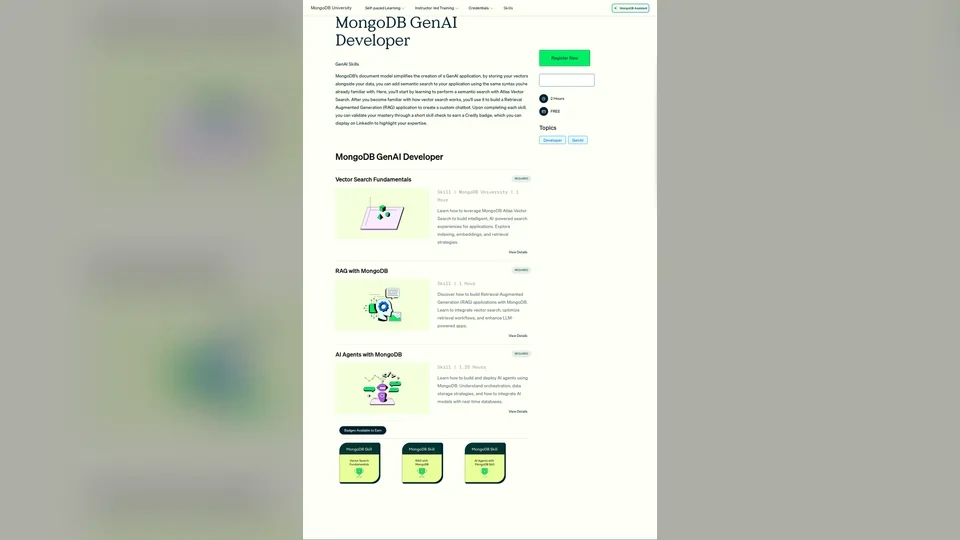 MongoDB University
Self-paced Learning
Instructor-led Training
Credentials
Skills
MongoDB Assistant
MongoDB GenAI
Developer
GenAI Skills
MongoDB's document model simplifies the creation of a GenAI application, by storing your vectors
alongside your data, you can add semantic search to your application using the same syntax you're
already familiar with. Here, you'll start by learning to perform a semantic search with Atlas Vector
Search. After you become familiar with how vector search works, you'll use it to build a Retrieval
Augmented Generation (RAG) application to create a custom chatbot. Upon completing each skill,
you can validate your mastery through a short skill check to earn a Credly badge, which you can
display on LinkedIn to highlight your expertise.
Register Now
2 Hours
FREE
Topics
Developer
GenAI
MongoDB GenAI Developer
Vector Search Fundamentals
REQUIRED
Skill | MongoDB University | 1
Hour
Learn how to leverage MongoDB Atlas Vector
Search to build intelligent, AI-powered search
experiences for applications. Explore
indexing, embeddings, and retrieval
strategies.
View Details
RAG with MongoDB
REQUIRED
Skill | 1 Hour
Discover how to build Retrieval Augmented
Generation (RAG) applications with MongoDB.
Learn to integrate vector search, optimize
retrieval workflows, and enhance LLM-
powered apps.
View Details
AI Agents with MongoDB
REQUIRED
Skill | 1.25 Hours
Learn how to build and deploy AI agents using
MongoDB. Understand orchestration, data
storage strategies, and how to integrate AI
models with real-time databases.
View Details
Badges Available to Earn
MongoDB Skill
Vector Search
Fundamentals
MongoDB Skill
RAG with
MongoDB
MongoDB Skill
AI Agents with
MongoDB Skill